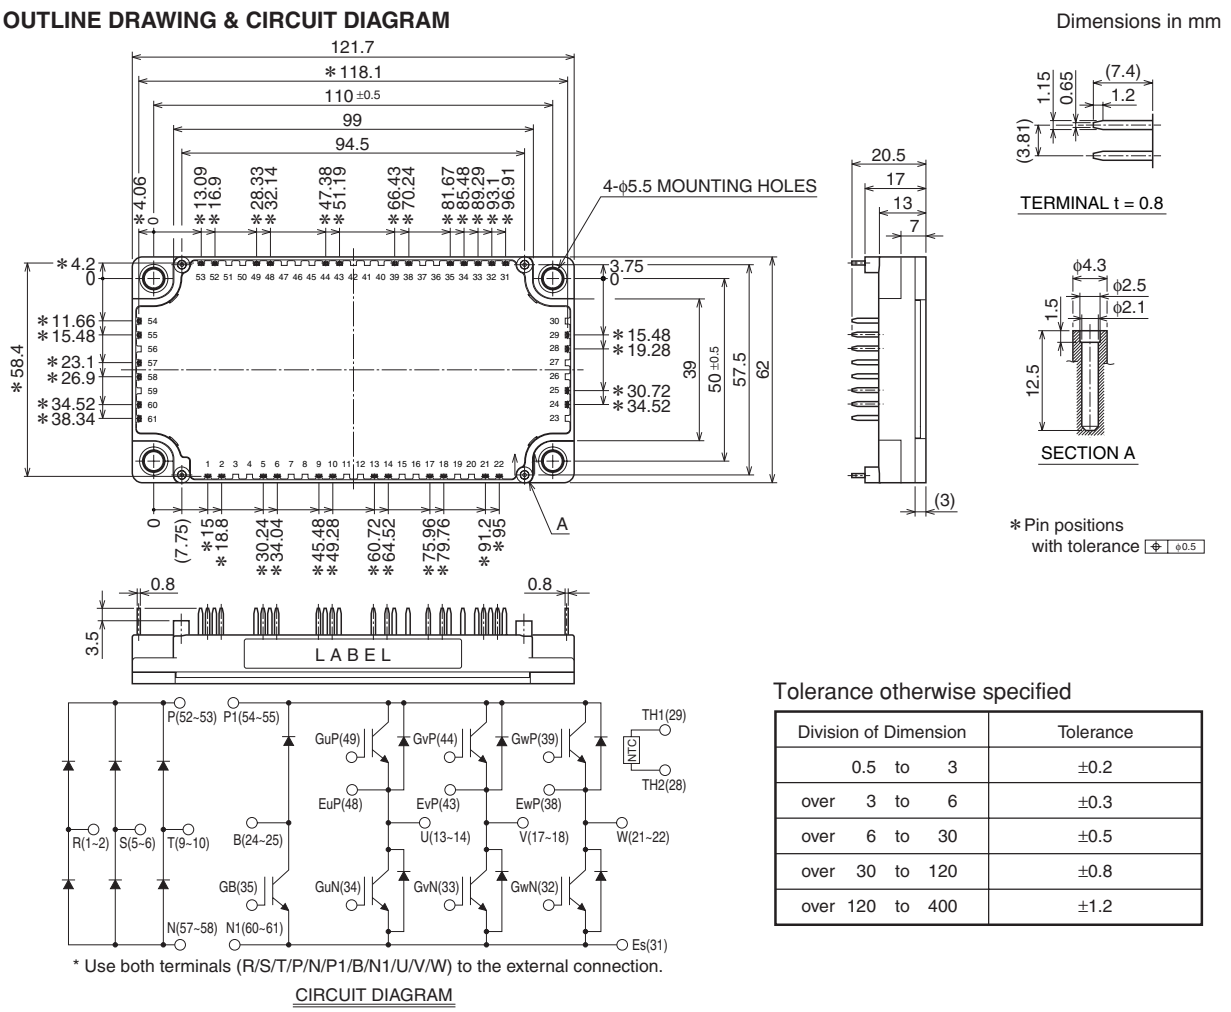 OUTLINE DRAWING & CIRCUIT DIAGRAM
Dimensions in mm
121.7
*118.1
110 ±0.5
99
94.5
*4.06
0
*13.09
*16.9
*28.33
*32.14
*47.38
*51.19
*66.43
*70.24
*81.67
*85.48
*89.29
*93.1
*96.91
4-φ5.5 MOUNTING HOLES
*4.2
0
*11.66
*15.48
*23.1
*26.9
*34.52
*38.34
*58.4
53 52 51 50 49 48 47 46 45 44 43 42 41 40 39 38 37 36 35 34 33 32 31
54
55
56
57
58
59
60
61
30
29
28
27
26
25
24
23
1 2 3 4 5 6 7 8 9 10 11 12 13 14 15 16 17 18 19 20 21 22
3.75
0
*15.48
*19.28
*30.72
*34.52
39
50 ±0.5
57.5
62
0
(7.75)
*15
*18.8
*30.24
*34.04
*45.48
*49.28
*60.72
*64.52
*75.96
*79.76
*91.2
*95
A
20.5
17
13
7
(3)
(7.4)
1.2
1.15
0.65
(3.81)
TERMINAL t = 0.8
φ4.3
φ2.5
φ2.1
1.5
12.5
SECTION A
* Pin positions
with tolerance ⌖ φ0.5
0.8
0.8
3.5
LABEL
P(52~53)
P1(54~55)
GuP(49)
GvP(44)
GwP(39)
TH1(29)
NTC
TH2(28)
EuP(48)
EvP(43)
EwP(38)
R(1~2)
S(5~6)
T(9~10)
B(24~25)
U(13~14)
V(17~18)
W(21~22)
GB(35)
GuN(34)
GvN(33)
GwN(32)
N(57~58)
N1(60~61)
Es(31)
* Use both terminals (R/S/T/P/N/P1/B/N1/U/V/W) to the external connection.
CIRCUIT DIAGRAM
Tolerance otherwise specified
Division of Dimension Tolerance
0.5 to 3 ±0.2
over 3 to 6 ±0.3
over 6 to 30 ±0.5
over 30 to 120 ±0.8
over 120 to 400 ±1.2